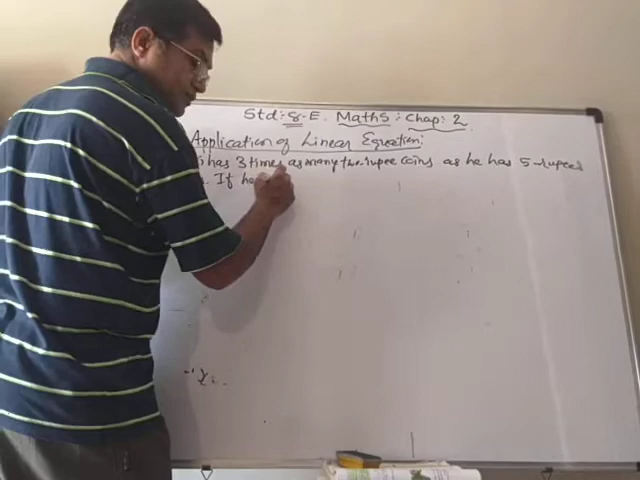 Std:- 8-E. Maths : Chap: 2
Application of Linear Equation:
has 3 times as many two rupee coins as he has 5-rupees
. If he